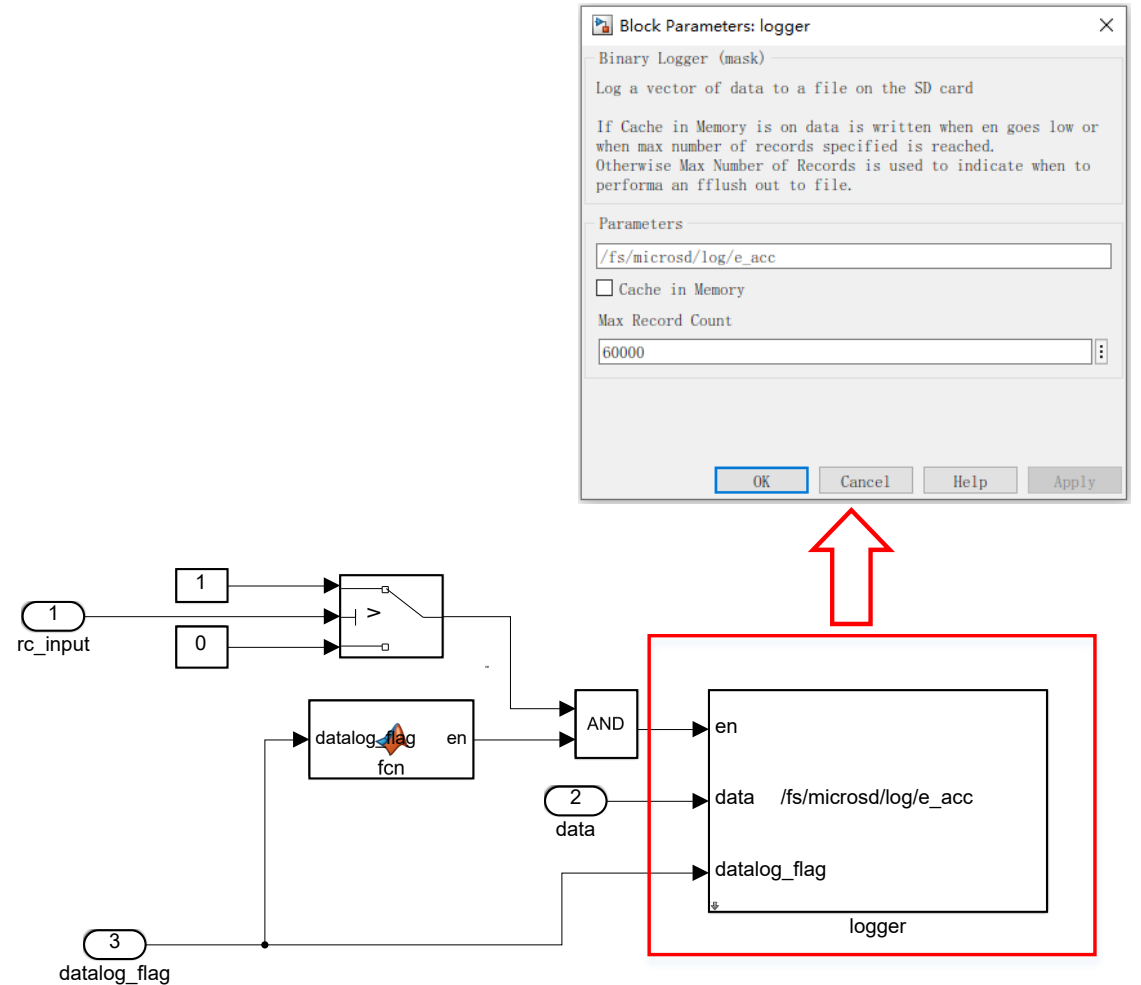 Block Parameters: logger
Binary Logger (mask)
Log a vector of data to a file on the SD card
If Cache in Memory is on data is written when en goes low or
when max number of records specified is reached.
Otherwise Max Number of Records is used to indicate when to
performa an fflush out to file.
Parameters
/fs/microsd/log/e_acc
Cache in Memory
Max Record Count
60000
OK Cancel Help Apply
1
1
rc_input
>
0
datalog_flag en
fcn
AND
en
2
data
data /fs/microsd/log/e_acc
datalog_flag
logger
3
datalog_flag